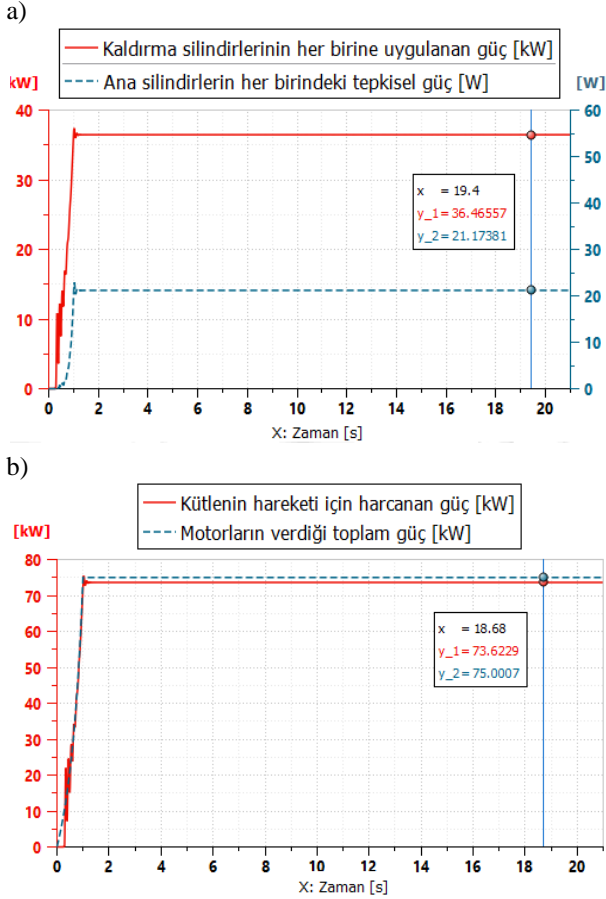 a)
Kaldırma silindirlerinin her birine uygulanan güç [kW]
Ana silindirlerin her birindeki tepkisel güç [W]
kW] [W]
40 60
35 50
30 40
25
20 30
15 20
10
5 10
0 0
x = 19.4
y_1 = 36.46557
y_2 = 21.17381
0 2 4 6 8 10 12 14 16 18 20
X: Zaman [s]
b)
Kütlenin hareketi için harcanan güç [kW]
Motorların verdiği toplam güç [kW]
[kW]
80
70
60
50
40
30
20
10
0
x = 18.68
y_1 = 73.6229
y_2 = 75.0007
0 2 4 6 8 10 12 14 16 18 20
X: Zaman [s]